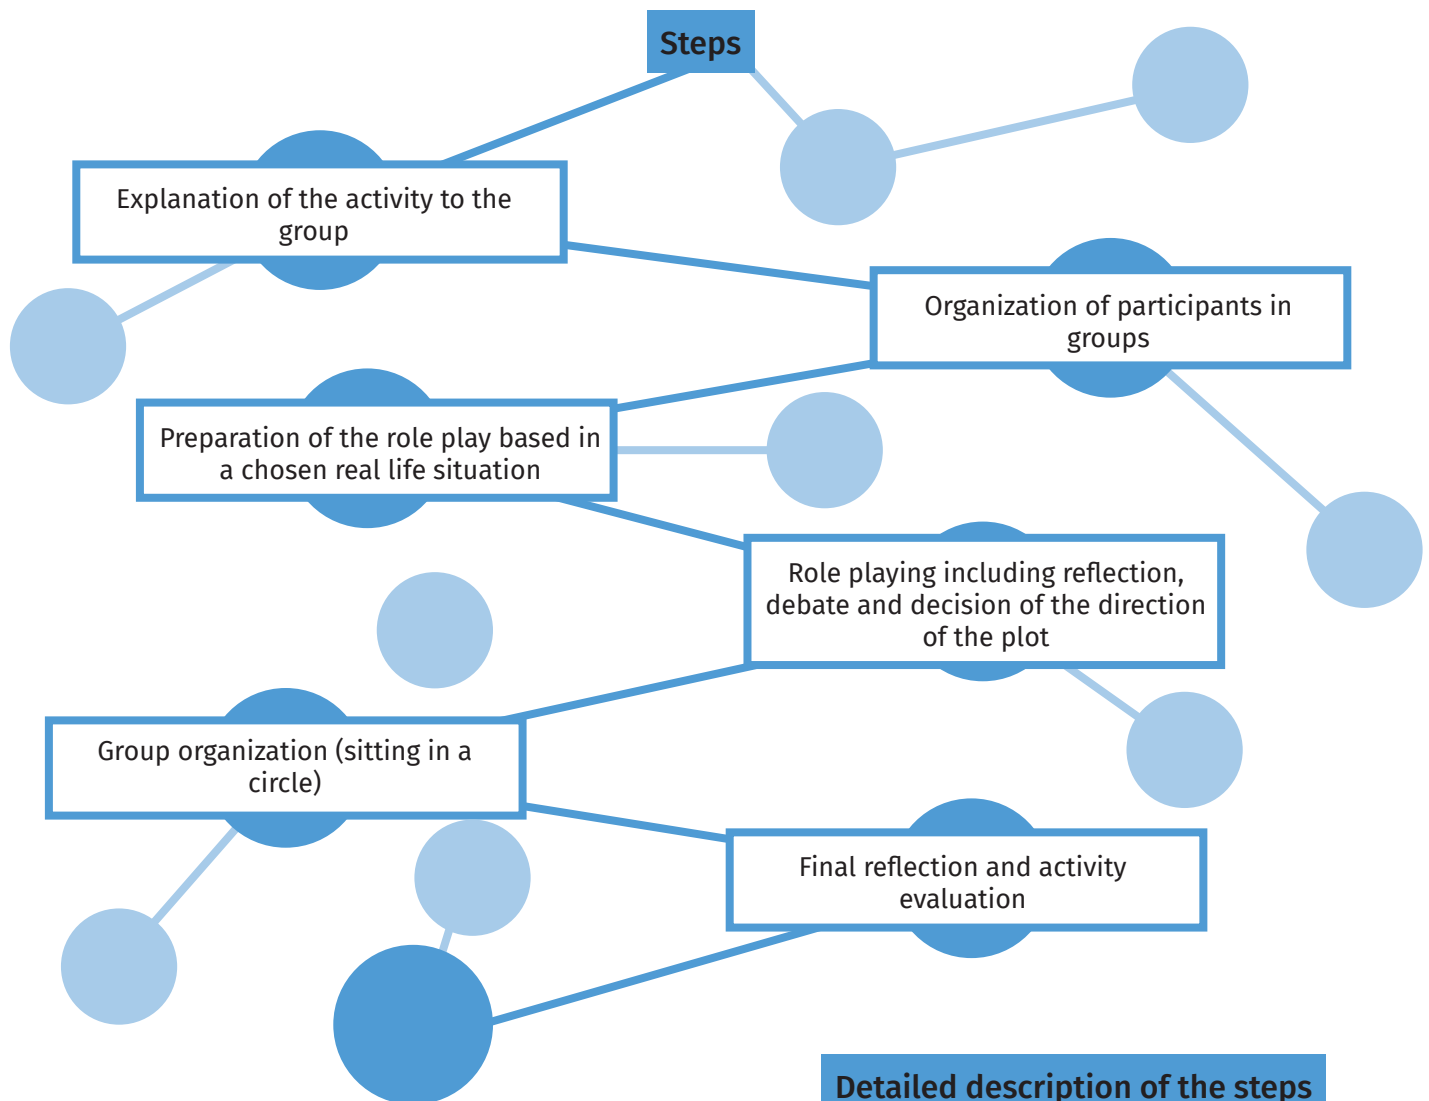 Steps
Explanation of the activity to the
group
Organization of participants in
groups
Preparation of the role play based in
a chosen real life situation
Role playing including reflection,
debate and decision of the direction
of the plot
Group organization (sitting in a
circle)
Final reflection and activity
evaluation
Detailed description of the steps